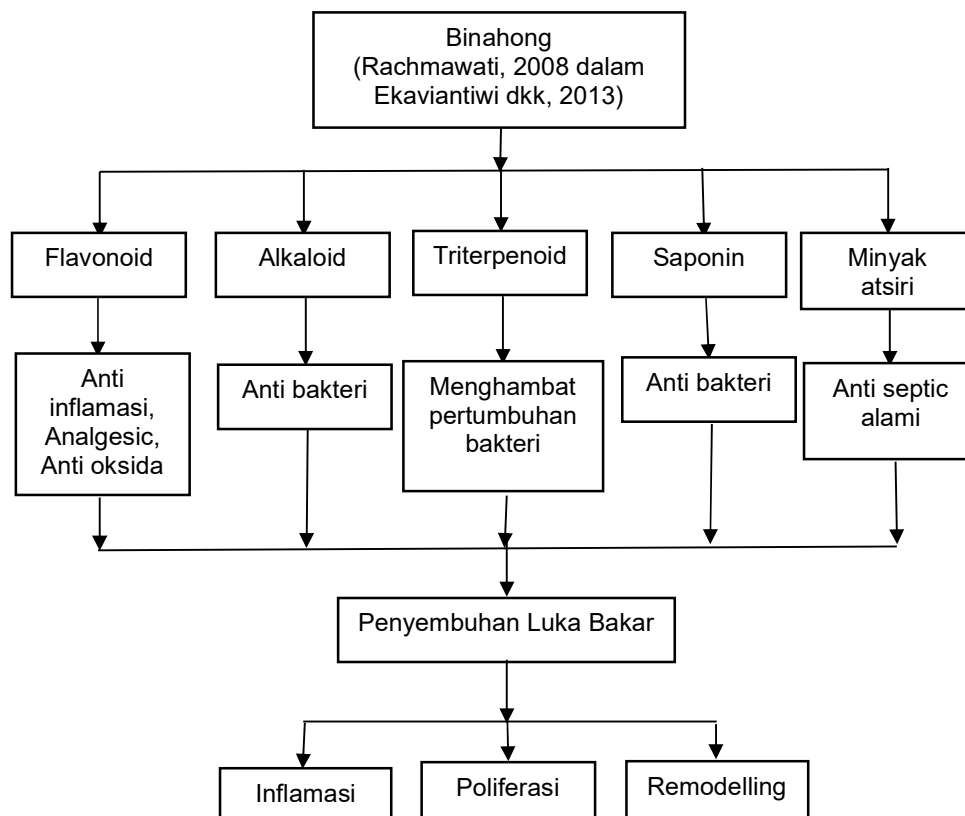 Binahong
(Rachmawati, 2008 dalam
Ekaviantiwi dkk, 2013)
Flavonoid
Alkaloid
Triterpenoid
Saponin
Minyak
atsiri
Anti
inflamasi,
Analgesic,
Anti oksida
Anti bakteri
Menghambat
pertumbuhan
bakteri
Anti bakteri
Anti septic
alami
Penyembuhan Luka Bakar
Inflamasi
Poliferasi
Remodelling